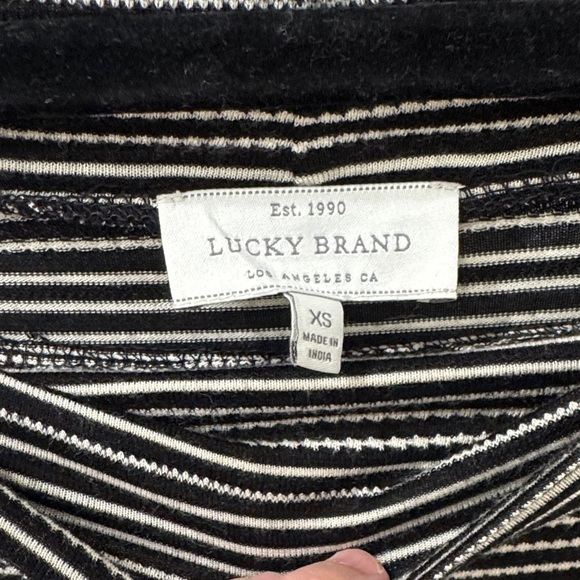 Est. 1990
LUCKY BRAND
LOS ANGELES CA
XS
MADE IN
INDIA